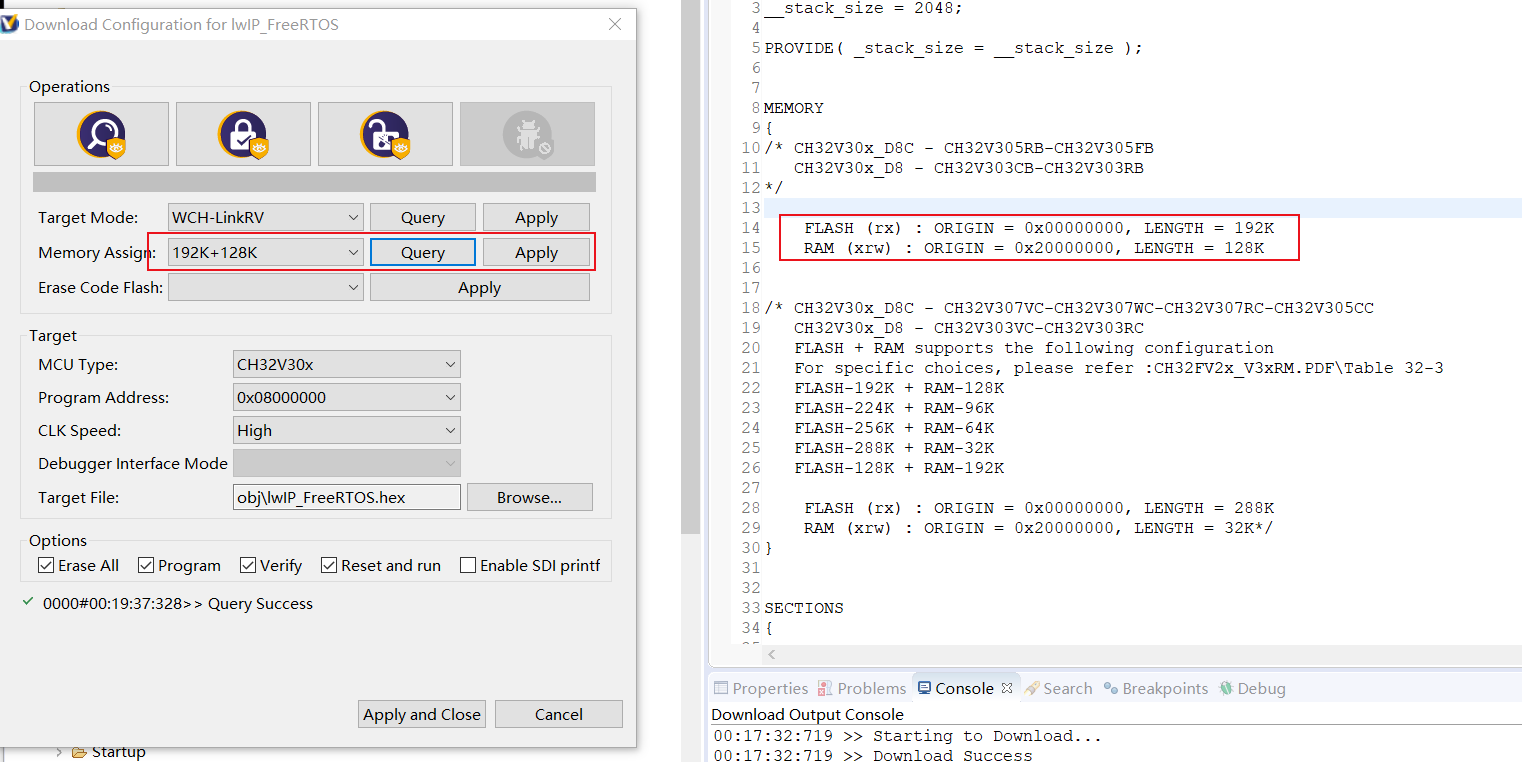 Download Configuration for lwIP_FreeRTOS
Operations
Target Mode: WCH-LinkRV Query Apply
Memory Assign: 192K+128K Query Apply
Erase Code Flash: Apply
Target
MCU Type: CH32V30x
Program Address: 0x08000000
CLK Speed: High
Debugger Interface Mode
Target File: obj\lwIP_FreeRTOS.hex Browse...
Options
Erase All Program Verify Reset and run Enable SDI printf
0000#00:19:37:328>> Query Success
Apply and Close Cancel
Startup
3 __stack_size = 2048;
4
5 PROVIDE( _stack_size = __stack_size );
6
7
8 MEMORY
9 {
10 /* CH32V30x_D8C - CH32V305RB-CH32V305FB
11 CH32V30x_D8 - CH32V303CB-CH32V303RB
12 */
13
14 FLASH (rx) : ORIGIN = 0x00000000, LENGTH = 192K
15 RAM (xrw) : ORIGIN = 0x20000000, LENGTH = 128K
16
17
18 /* CH32V30x_D8C - CH32V307VC-CH32V307WC-CH32V307RC-CH32V305CC
19 CH32V30x_D8 - CH32V303VC-CH32V303RC
20 FLASH + RAM supports the following configuration
21 For specific choices, please refer :CH32FV2x_V3xRM.PDF\Table 32-3
22 FLASH-192K + RAM-128K
23 FLASH-224K + RAM-96K
24 FLASH-256K + RAM-64K
25 FLASH-288K + RAM-32K
26 FLASH-128K + RAM-192K
27
28 FLASH (rx) : ORIGIN = 0x00000000, LENGTH = 288K
29 RAM (xrw) : ORIGIN = 0x20000000, LENGTH = 32K*/
30 }
31
32
33 SECTIONS
34 {
Properties Problems Console Search Breakpoints Debug
Download Output Console
00:17:32:719 >> Starting to Download...
00:17:32:719 >> Download Success